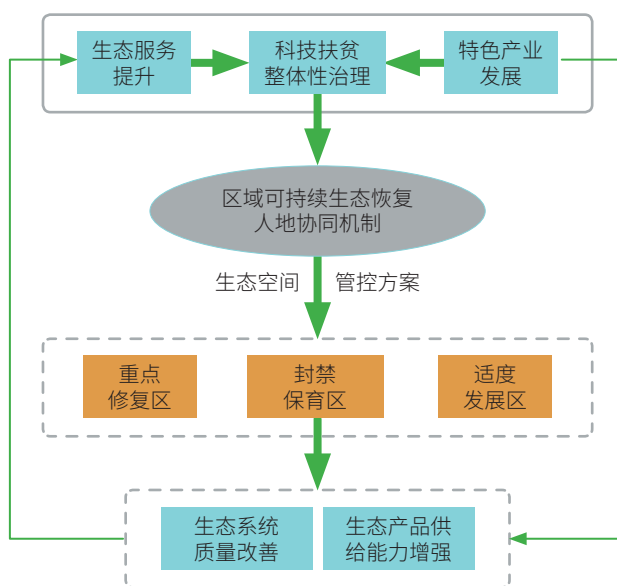 生态服务
提升
科技扶贫
整体性治理
特色产业
发展
区域可持续生态恢复
人地协同机制
生态空间
管控方案
重点
修复区
封禁
保育区
适度
发展区
生态系统
质量改善
生态产品供
给能力增强